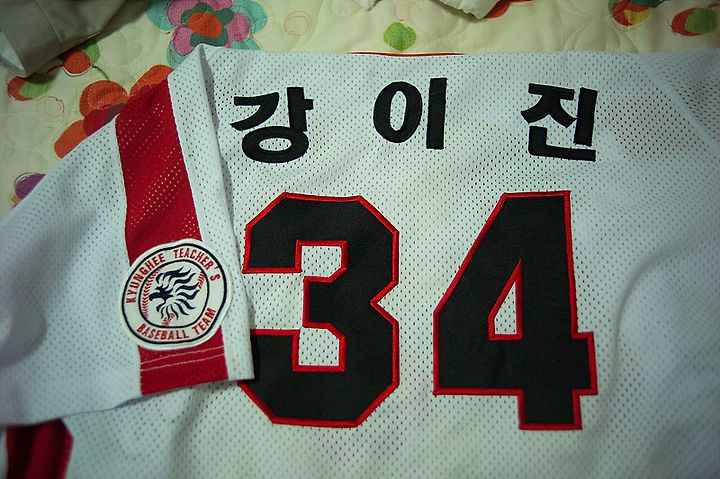 강이진
34
KYUNGHEE TEACHER'S
BASEBALL TEAM